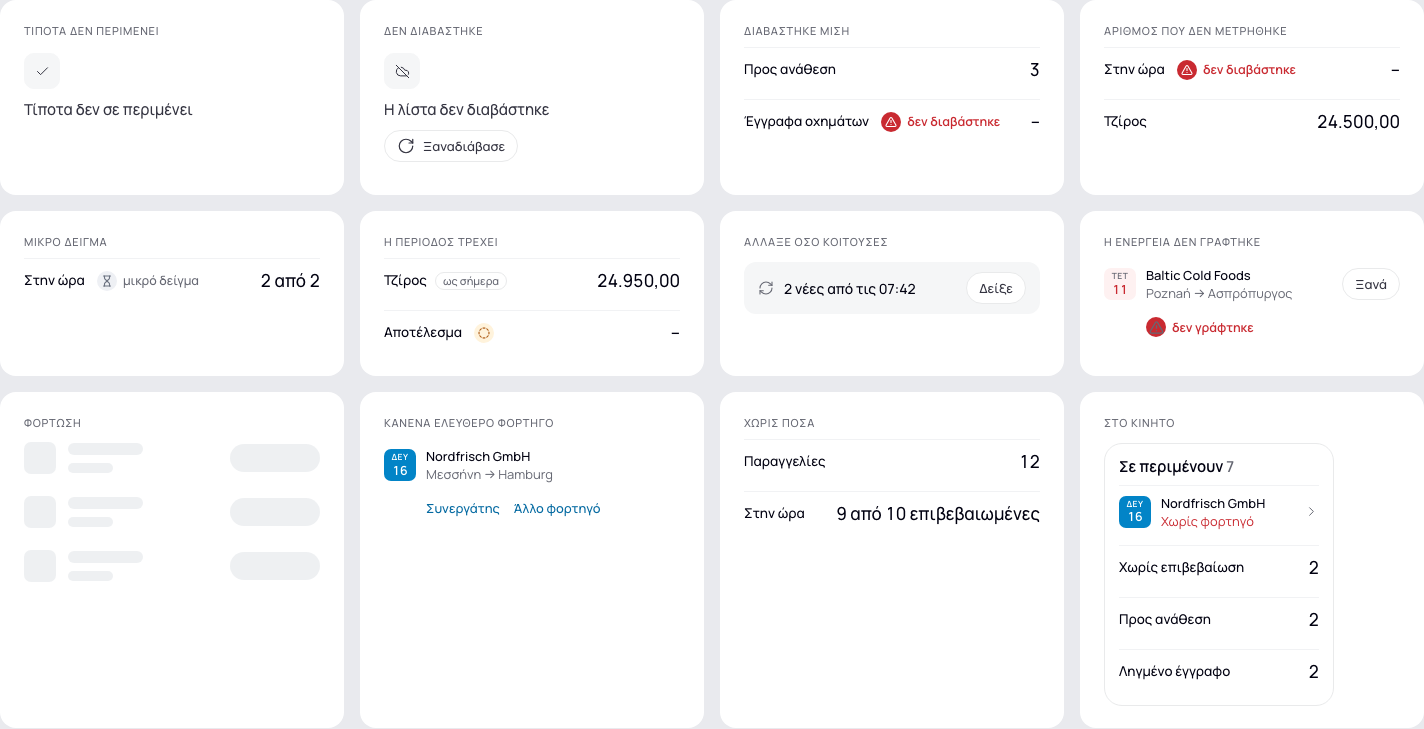 ΤΙΠΟΤΑ ΔΕΝ ΠΕΡΙΜΕΝΕΙ
Τίποτα δεν σε περιμένει
ΔΕΝ ΔΙΑΒΑΣΤΗΚΕ
Η λίστα δεν διαβάστηκε
Ξαναδιάβασε
ΔΙΑΒΑΣΤΗΚΕ ΜΙΣΗ
Προς ανάθεση 3
Έγγραφα οχημάτων δεν διαβάστηκε –
ΑΡΙΘΜΟΣ ΠΟΥ ΔΕΝ ΜΕΤΡΗΘΗΚΕ
Στην ώρα δεν διαβάστηκε –
Τζίρος 24.500,00
ΜΙΚΡΟ ΔΕΙΓΜΑ
Στην ώρα μικρό δείγμα 2 από 2
Η ΠΕΡΙΟΔΟΣ ΤΡΕΧΕΙ
Τζίρος ως σήμερα 24.950,00
Αποτέλεσμα –
ΑΛΛΑΞΕ ΟΣΟ ΚΟΙΤΟΥΣΕΣ
2 νέες από τις 07:42 Δείξε
Η ΕΝΕΡΓΕΙΑ ΔΕΝ ΓΡΑΦΤΗΚΕ
ΤΕΤ
11
Baltic Cold Foods
Poznań → Ασπρόπυργος
Ξανά
δεν γράφτηκε
ΦΟΡΤΩΣΗ
ΚΑΝΕΝΑ ΕΛΕΥΘΕΡΟ ΦΟΡΤΗΓΟ
ΔΕΥ
16
Nordfrisch GmbH
Μεσσήνη → Hamburg
Συνεργάτης Άλλο φορτηγό
ΧΩΡΙΣ ΠΟΣΑ
Παραγγελίες 12
Στην ώρα 9 από 10 επιβεβαιωμένες
ΣΤΟ ΚΙΝΗΤΟ
Σε περιμένουν 7
ΔΕΥ
16
Nordfrisch GmbH
Χωρίς φορτηγό
Χωρίς επιβεβαίωση 2
Προς ανάθεση 2
Ληγμένο έγγραφο 2